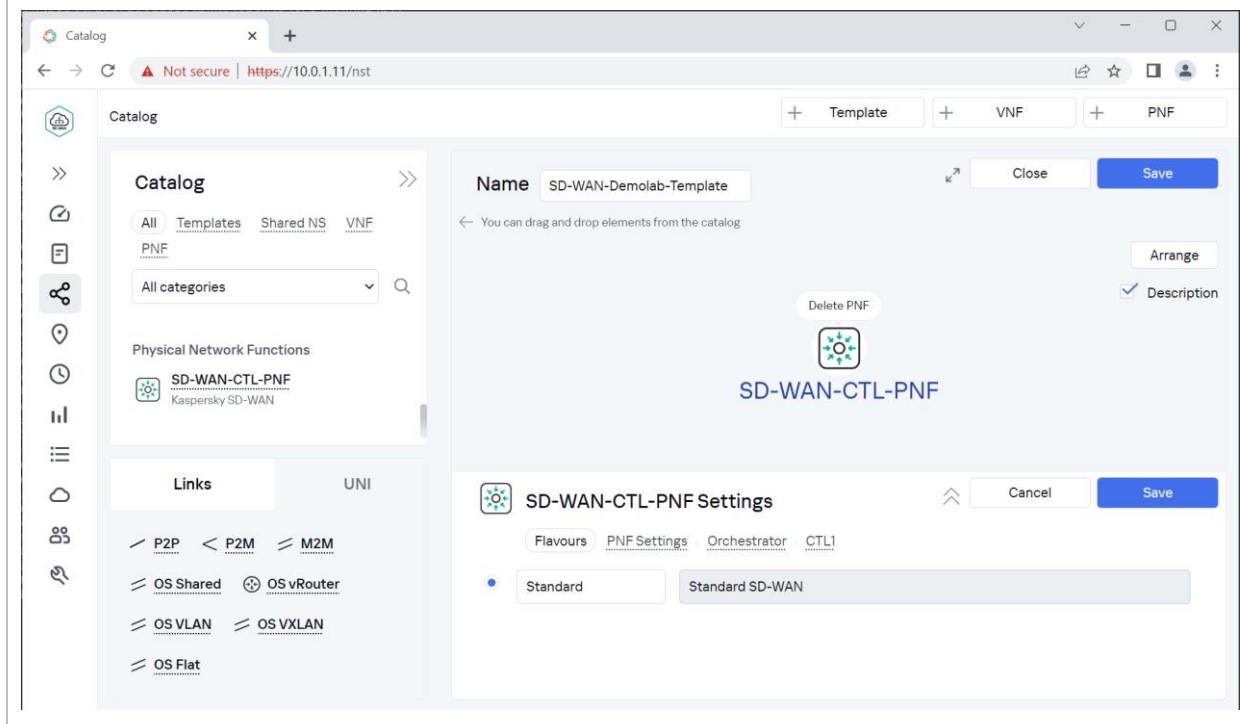 Catalog
Not secure | https://10.0.1.11/nst
SD-WAN
Catalog
+ Template
+ VNF
+ PNF
Catalog
All Templates Shared NS VNF
PNF
All categories
Physical Network Functions
SD-WAN-CTL-PNF
Kaspersky SD-WAN
Links UNI
P2P P2M M2M
OS Shared OS vRouter
OS VLAN OS VXLAN
OS Flat
Name SD-WAN-Demolab-Template
Close Save
You can drag and drop elements from the catalog
Arrange
Description
Delete PNF
SD-WAN-CTL-PNF
SD-WAN-CTL-PNF Settings
Cancel Save
Flavours PNF Settings Orchestrator CTL1
Standard Standard SD-WAN